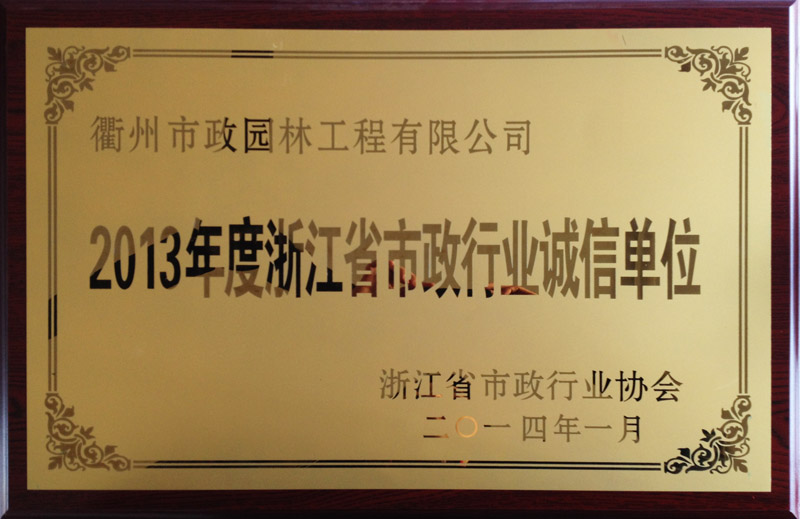 衢州市政园林工程有限公司
2013年度浙江省市政行业诚信单位
浙江省市政行业协会
二〇一四年一月